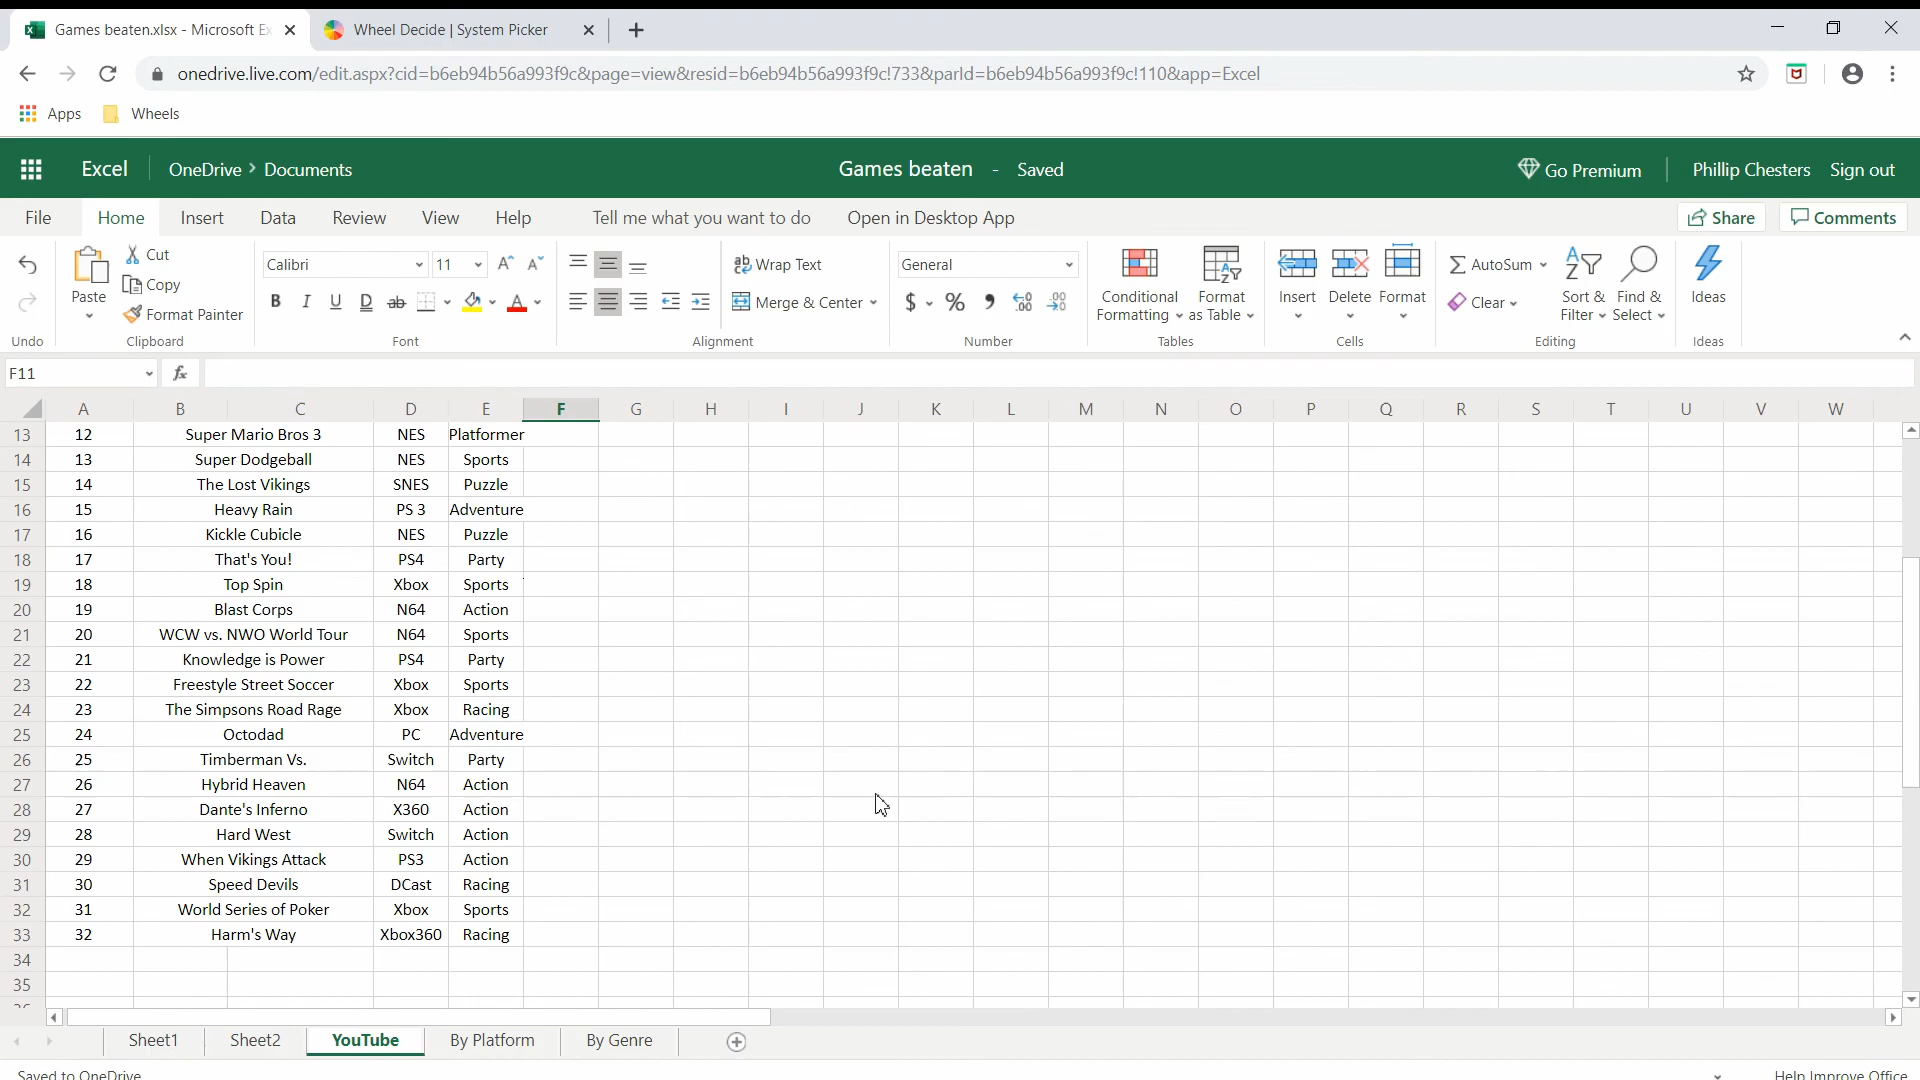 Games beaten.xlsx - Microsoft Ex
Wheel Decide | System Picker
onedrive.live.com/edit.aspx?cid=b6eb94b56a993f9c&page=view&resid=b6eb94b56a993f9c!733&parId=b6eb94b56a993f9c!110&app=Excel
Apps Wheels
Excel OneDrive > Documents Games beaten - Saved Go Premium Phillip Chesters Sign out
File Home Insert Data Review View Help Tell me what you want to do Open in Desktop App Share Comments
Cut
Copy
Format Painter
Paste
Undo Clipboard
Calibri 11
B I U D ab A
Font
Wrap Text
Merge & Center
Alignment
General
$ % 9 .00
Number
Conditional Formatting
Format as Table
Tables
Insert Delete Format
Cells
AutoSum
Clear
Sort & Filter
Find & Select
Editing
Ideas
Ideas
F11 fx
A B C D E F G H I J K L M N O P Q R S T U V W
13 12 Super Mario Bros 3 NES Platformer
14 13 Super Dodgeball NES Sports
15 14 The Lost Vikings SNES Puzzle
16 15 Heavy Rain PS 3 Adventure
17 16 Kickle Cubicle NES Puzzle
18 17 That's You! PS4 Party
19 18 Top Spin Xbox Sports
20 19 Blast Corps N64 Action
21 20 WCW vs. NWO World Tour N64 Sports
22 21 Knowledge is Power PS4 Party
23 22 Freestyle Street Soccer Xbox Sports
24 23 The Simpsons Road Rage Xbox Racing
25 24 Octodad PC Adventure
26 25 Timberman Vs. Switch Party
27 26 Hybrid Heaven N64 Action
28 27 Dante's Inferno X360 Action
29 28 Hard West Switch Action
30 29 When Vikings Attack PS3 Action
31 30 Speed Devils DCast Racing
32 31 World Series of Poker Xbox Sports
33 32 Harm's Way Xbox360 Racing
34
35
Sheet1 Sheet2 YouTube By Platform By Genre
Saved to OneDrive Help Improve Office